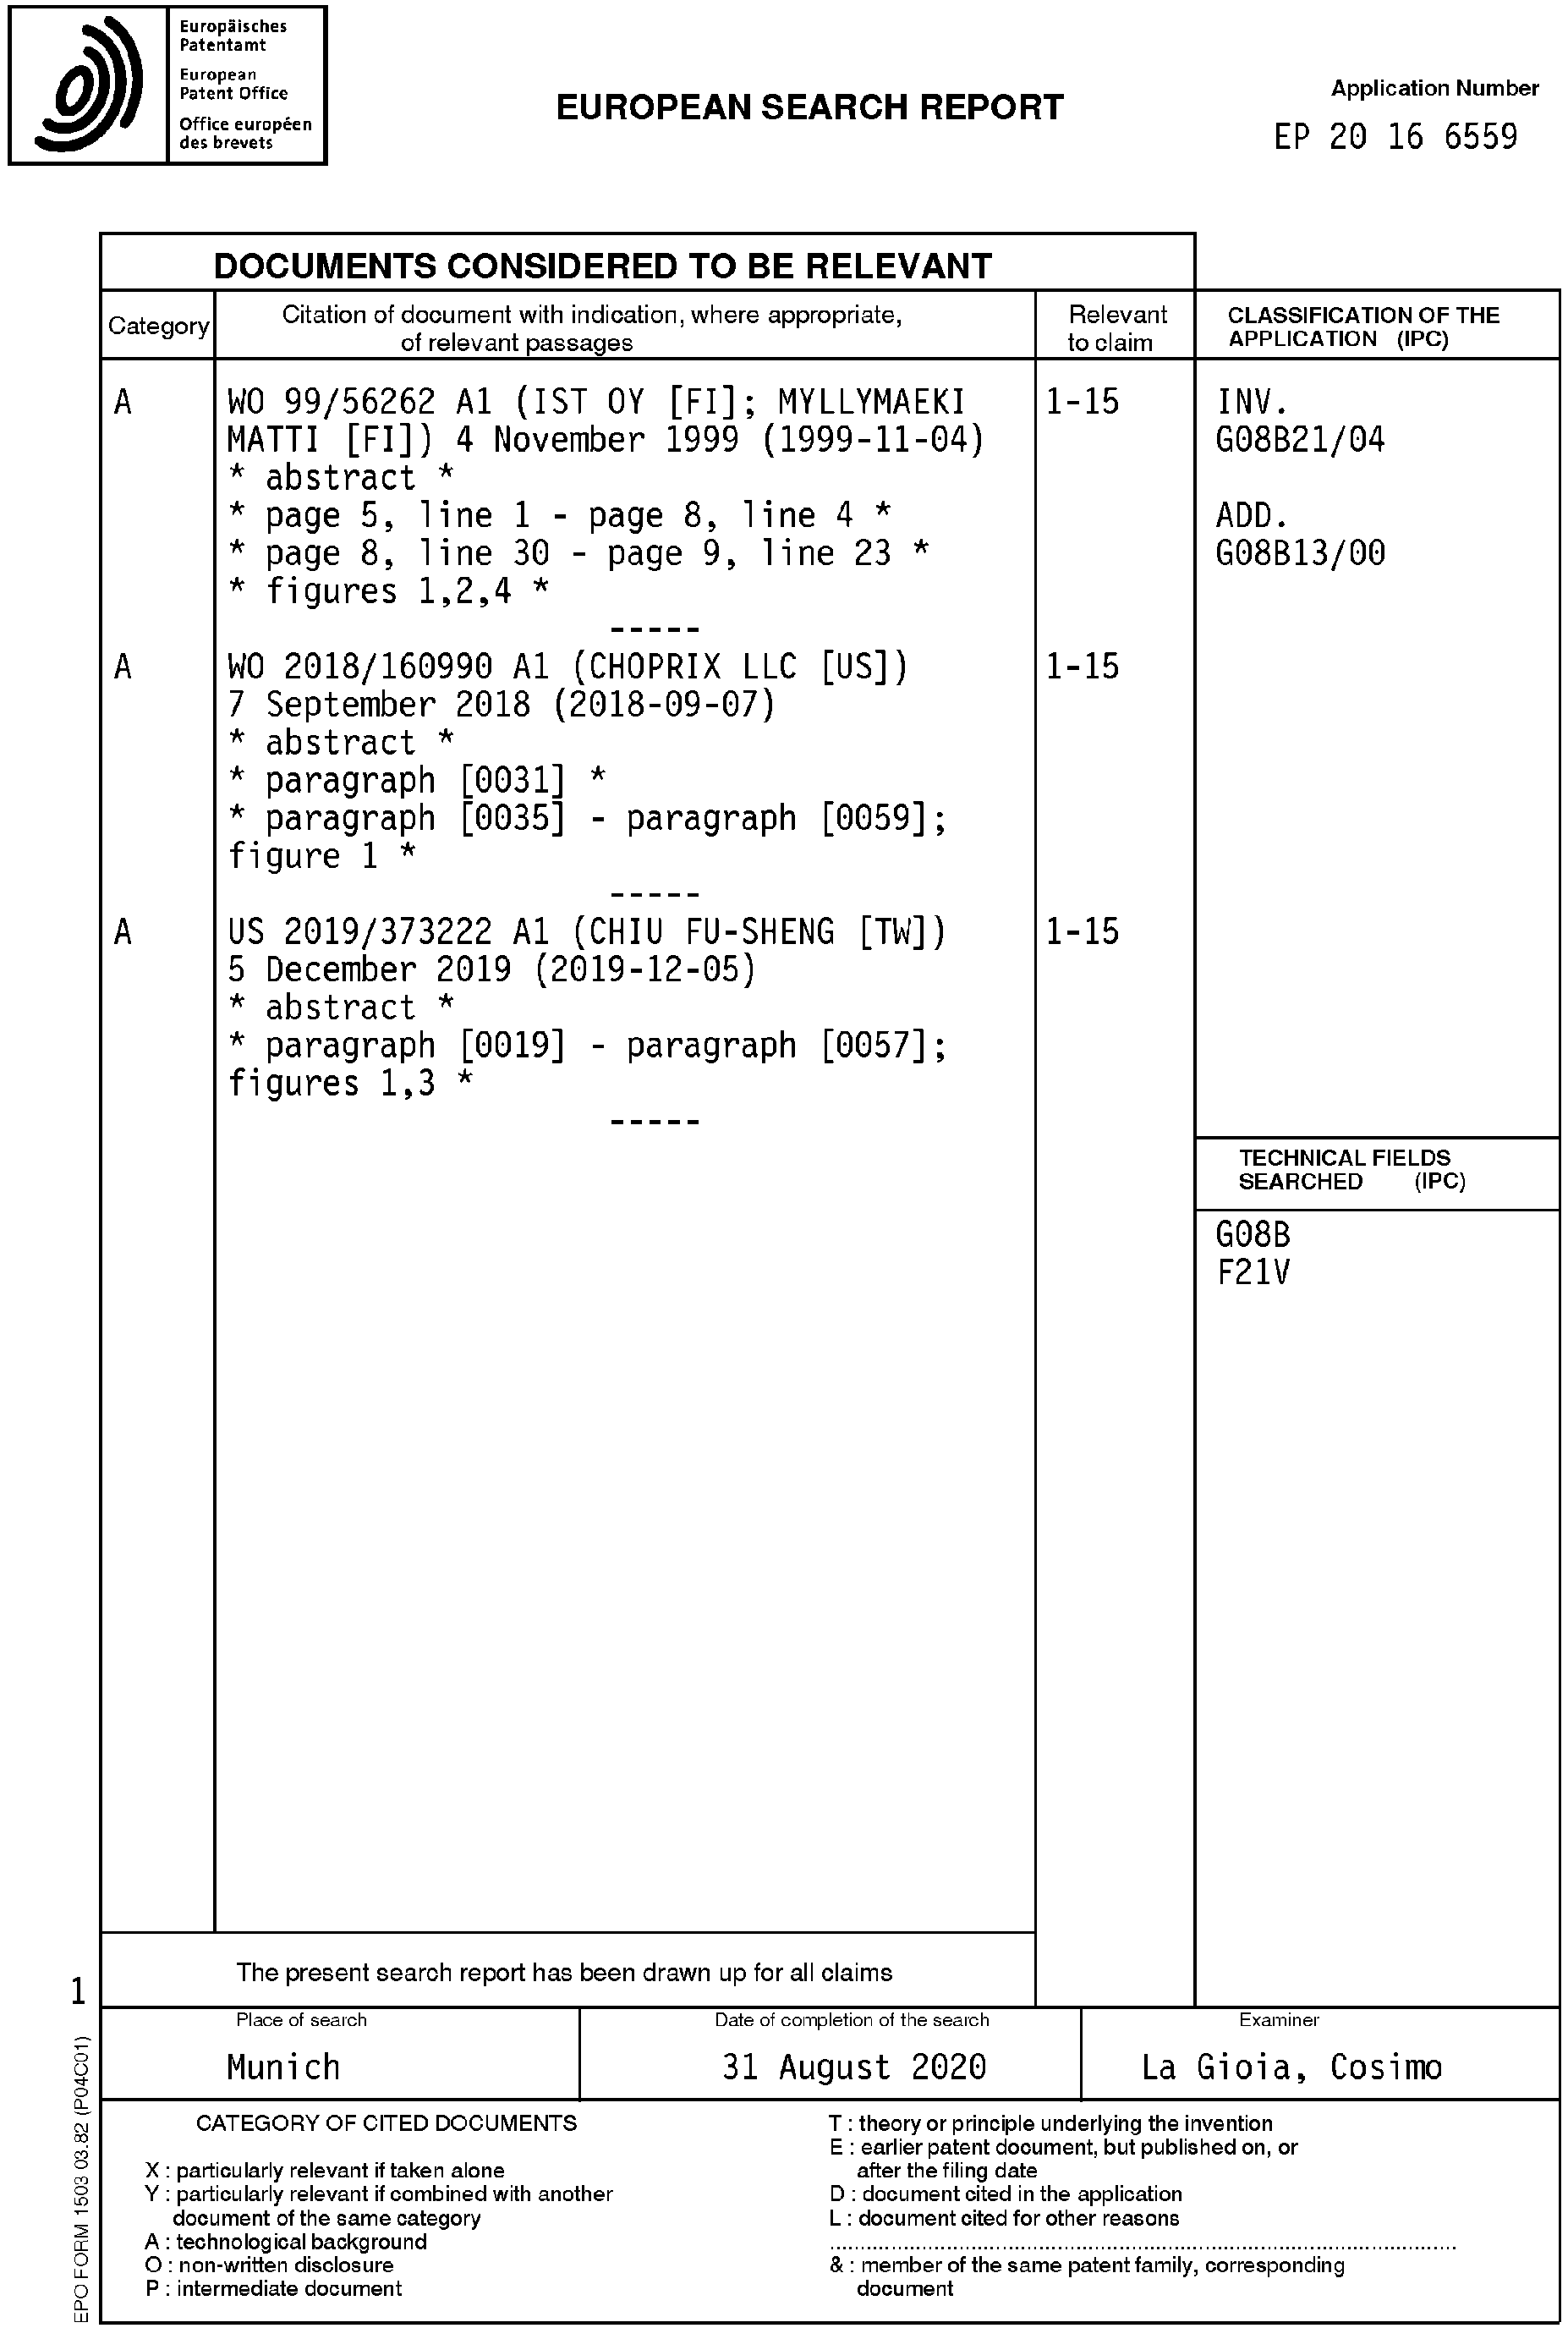 Europäisches
Patentamt
European
Patent Office
Office européen
des brevets
EUROPEAN SEARCH REPORT
Application Number
EP 20 16 6559
DOCUMENTS CONSIDERED TO BE RELEVANT
Category
Citation of document with indication, where appropriate,
of relevant passages
Relevant
to claim
CLASSIFICATION OF THE
APPLICATION (IPC)
A
WO 99/56262 A1 (IST OY [FI]; MYLLYMAEKI
MATTI [FI]) 4 November 1999 (1999-11-04)
* abstract *
* page 5, line 1 - page 8, line 4 *
* page 8, line 30 - page 9, line 23 *
* figures 1,2,4 *
-----
1-15
INV.
G08B21/04
ADD.
G08B13/00
A
WO 2018/160990 A1 (CHOPRIX LLC [US])
7 September 2018 (2018-09-07)
* abstract *
* paragraph [0031] *
* paragraph [0035] - paragraph [0059];
figure 1 *
-----
1-15
A
US 2019/373222 A1 (CHIU FU-SHENG [TW])
5 December 2019 (2019-12-05)
* abstract *
* paragraph [0019] - paragraph [0057];
figures 1,3 *
-----
1-15
TECHNICAL FIELDS
SEARCHED (IPC)
G08B
F21V
The present search report has been drawn up for all claims
1
Place of search
Munich
Date of completion of the search
31 August 2020
Examiner
La Gioia, Cosimo
CATEGORY OF CITED DOCUMENTS
X : particularly relevant if taken alone
Y : particularly relevant if combined with another
document of the same category
A : technological background
O : non-written disclosure
P : intermediate document
T : theory or principle underlying the invention
E : earlier patent document, but published on, or
after the filing date
D : document cited in the application
L : document cited for other reasons
& : member of the same patent family, corresponding
document
EPO FORM 1503 03.82 (P04C01)